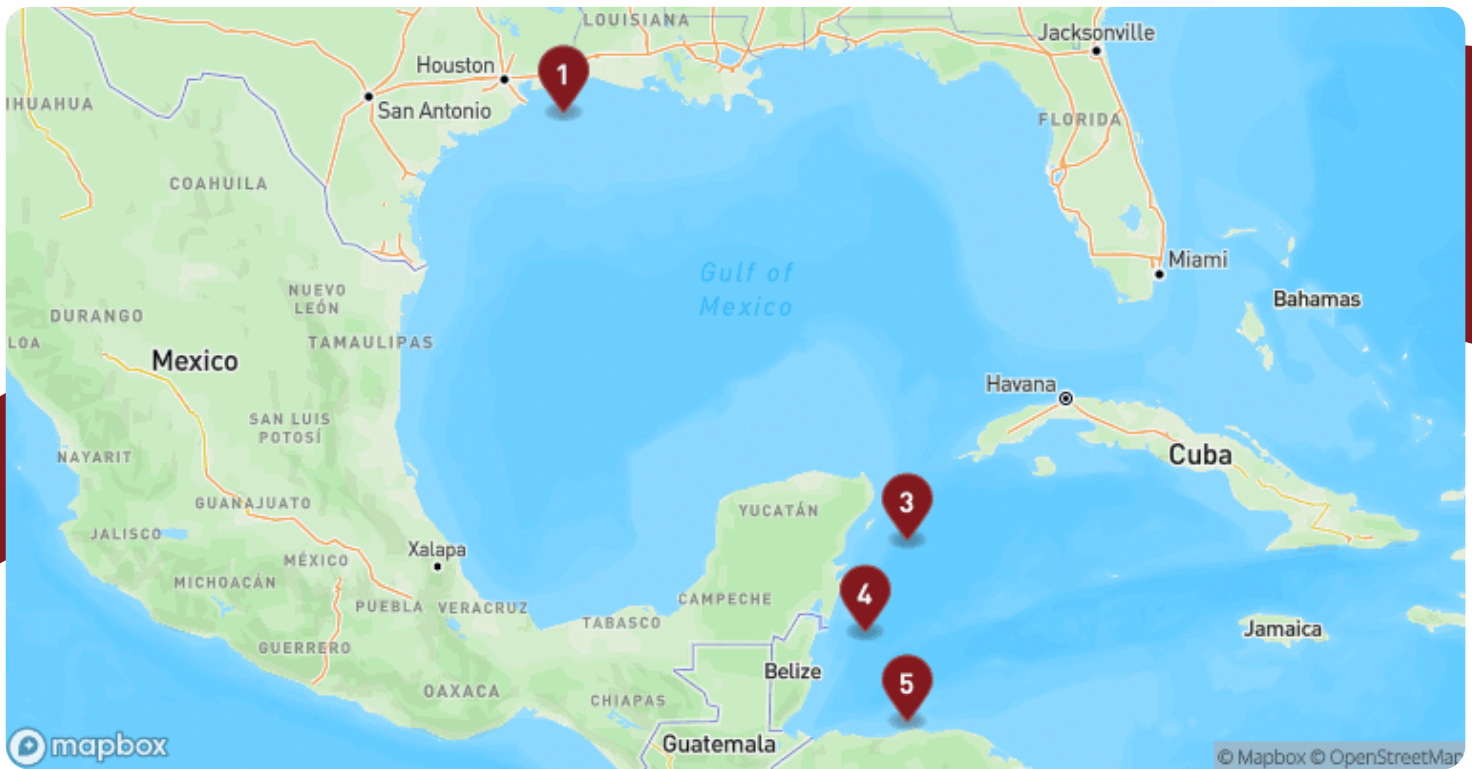 LOUISIANA
Jacksonville
Houston
1
IHUAHUA
San Antonio
FLORIDA
COAHUILA
Gulf of
Mexico
Miami
NUEVO
LEÓN
Bahamas
DURANGO
LOA
TAMAULIPAS
Mexico
Havana
SAN LUIS
POTOSÍ
Cuba
NAYARIT
3
GUANAJUATO
YUCATÁN
JALISCO
Xalapa
MÉXICO
MICHOACÁN
4
PUEBLA
VERACRUZ
CAMPECHE
TABASCO
Jamaica
GUERRERO
Belize
5
OAXACA
CHIAPAS
mapbox
Guatemala
© Mapbox © OpenStreetMap